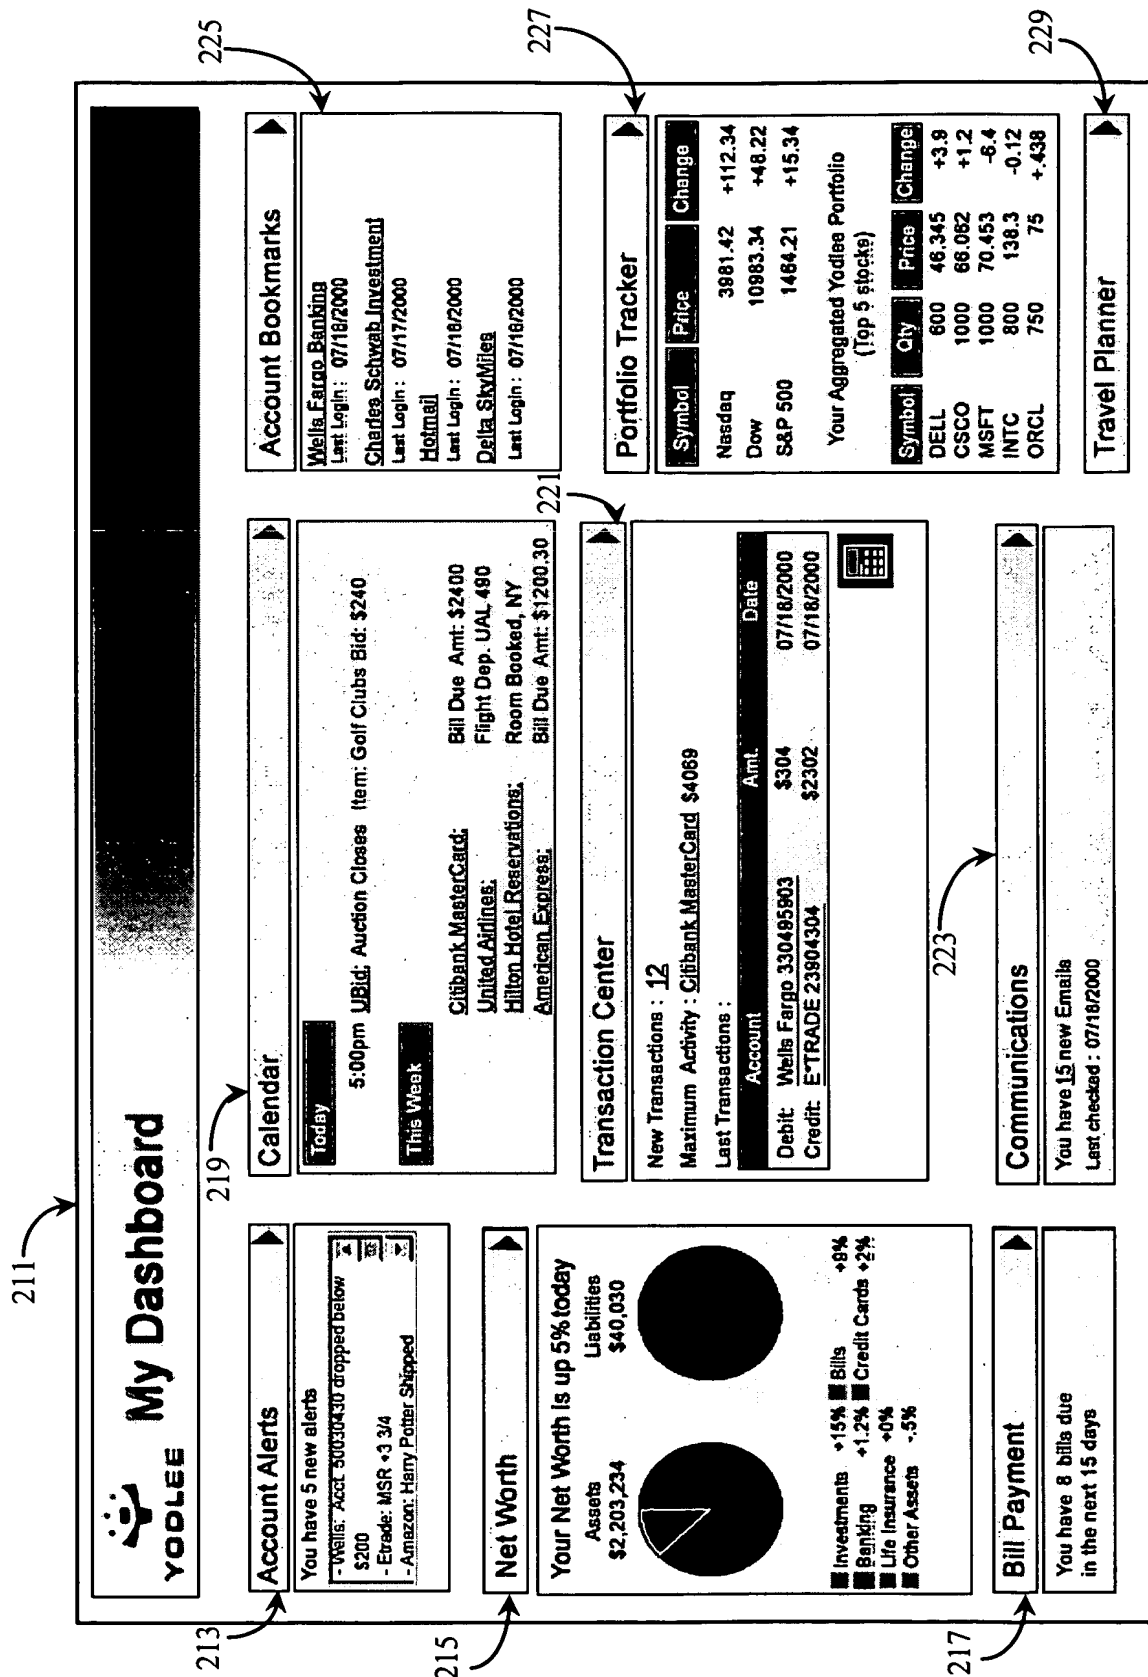 211
YODLEE My Dashboard
213
Account Alerts
You have 5 new alerts
- Wells: Acct. 50030430 dropped below
$200
- Etrade: MSR +3 3/4
- Amazon: Harry Potter Shipped
215
Net Worth
Your Net Worth is up 5% today
Assets Liabilities
$2,203,234 $40,030
Investments +15% Bills +9%
Banking +1.2% Credit Cards +2%
Life Insurance +0%
Other Assets -.5%
217
Bill Payment
You have 8 bills due
in the next 15 days
219
Calendar
Today
5:00pm UBid: Auction Closes Item: Golf Clubs Bid: $240
This Week
Citibank MasterCard: Bill Due Amt: $2400
United Airlines: Flight Dep. UAL 490
Hilton Hotel Reservations: Room Booked, NY
American Express: Bill Due Amt: $1200.30
221
Transaction Center
New Transactions : 12
Maximum Activity : Citibank MasterCard $4069
Last Transactions :
Account Amt. Date
Debit: Wells Fargo 330495903 $304 07/18/2000
Credit: E*TRADE 23904304 $2302 07/18/2000
223
Communications
You have 15 new Emails
Last checked : 07/18/2000
225
Account Bookmarks
Wells Fargo Banking
Last Login : 07/18/2000
Charles Schwab Investment
Last Login : 07/17/2000
Hotmail
Last Login : 07/18/2000
Delta SkyMiles
Last Login : 07/18/2000
227
Portfolio Tracker
Symbol Price Change
Nasdaq 3981.42 +112.34
Dow 10983.34 +48.22
S&P 500 1464.21 +15.34
Your Aggregated Yodlee Portfolio
(Top 5 stocks)
Symbol Qty Price Change
DELL 600 46.345 +3.9
CSCO 1000 66.062 +1.2
MSFT 1000 70.453 -6.4
INTC 800 138.3 -0.12
ORCL 750 75 +.438
229
Travel Planner